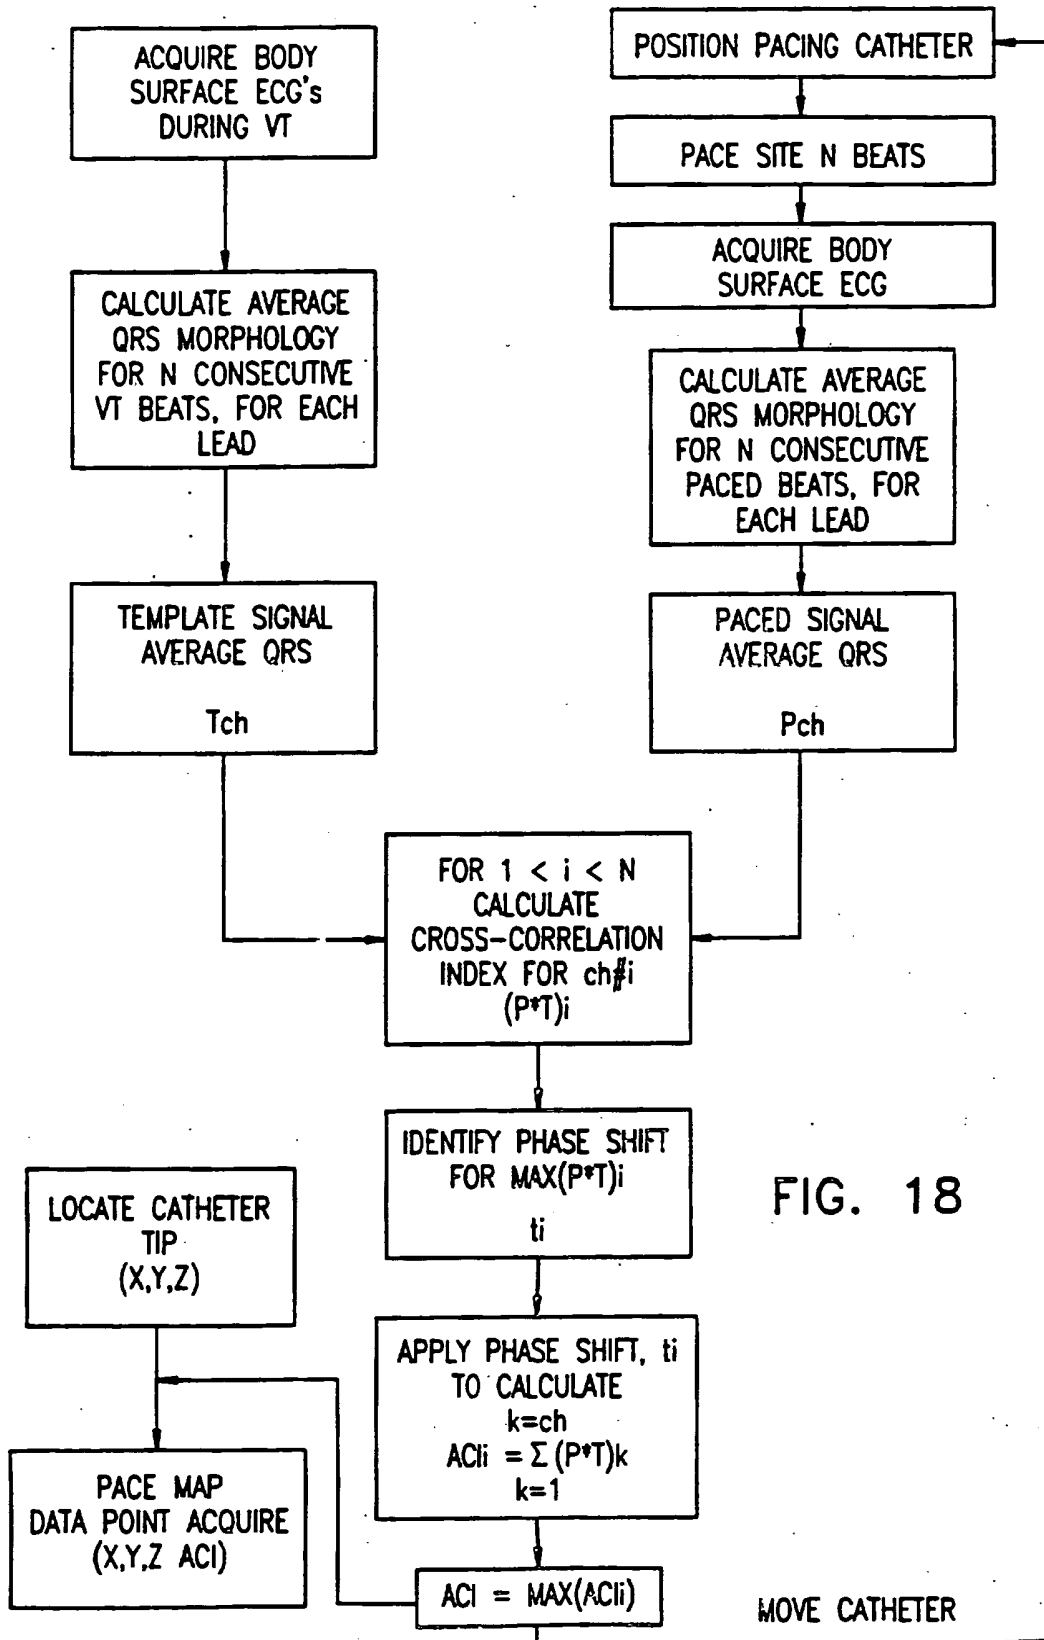 ACQUIRE BODY
SURFACE ECG's
DURING VT
CALCULATE AVERAGE
QRS MORPHOLOGY
FOR N CONSECUTIVE
VT BEATS, FOR EACH
LEAD
TEMPLATE SIGNAL
AVERAGE QRS
Tch
POSITION PACING CATHETER
PACE SITE N BEATS
ACQUIRE BODY
SURFACE ECG
CALCULATE AVERAGE
QRS MORPHOLOGY
FOR N CONSECUTIVE
PACED BEATS, FOR
EACH LEAD
PACED SIGNAL
AVERAGE QRS
Pch
FOR 1 < i < N
CALCULATE
CROSS-CORRELATION
INDEX FOR ch#i
(P*T)i
IDENTIFY PHASE SHIFT
FOR MAX(P*T)i
ti
APPLY PHASE SHIFT, ti
TO CALCULATE
k=ch
ACIi = Σ (P*T)k
k=1
ACI = MAX(ACIi)
LOCATE CATHETER
TIP
(X,Y,Z)
PACE MAP
DATA POINT ACQUIRE
(X,Y,Z ACI)
MOVE CATHETER
FIG. 18